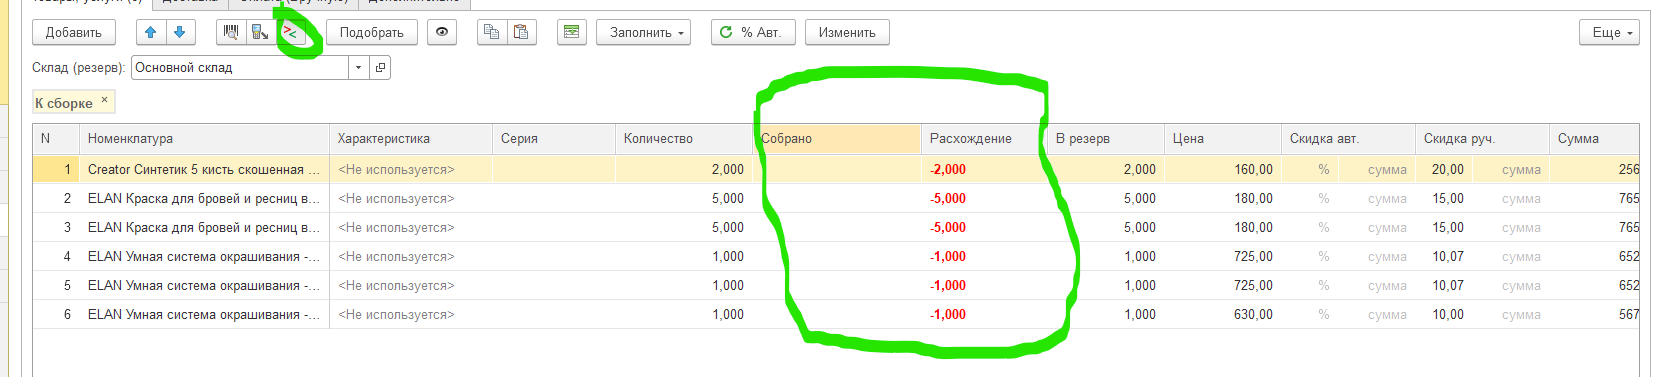 Добавить Подобрать Заполнить % Авт. Изменить Еще
Склад (резерв): Основной склад
К сборке ×
N Номенклатура Характеристика Серия Количество Собрано Расхождение В резерв Цена Скидка авт. Скидка руч. Сумма
1 Creator Синтетик 5 кисть скошенная ... <Не используется> 2,000 -2,000 2,000 160,00 % сумма 20,00 сумма 256
2 ELAN Краска для бровей и ресниц в... <Не используется> 5,000 -5,000 5,000 180,00 % сумма 15,00 сумма 765
3 ELAN Краска для бровей и ресниц в... <Не используется> 5,000 -5,000 5,000 180,00 % сумма 15,00 сумма 765
4 ELAN Умная система окрашивания -... <Не используется> 1,000 -1,000 1,000 725,00 % сумма 10,07 сумма 652
5 ELAN Умная система окрашивания -... <Не используется> 1,000 -1,000 1,000 725,00 % сумма 10,07 сумма 652
6 ELAN Умная система окрашивания -... <Не используется> 1,000 -1,000 1,000 630,00 % сумма 10,00 сумма 567